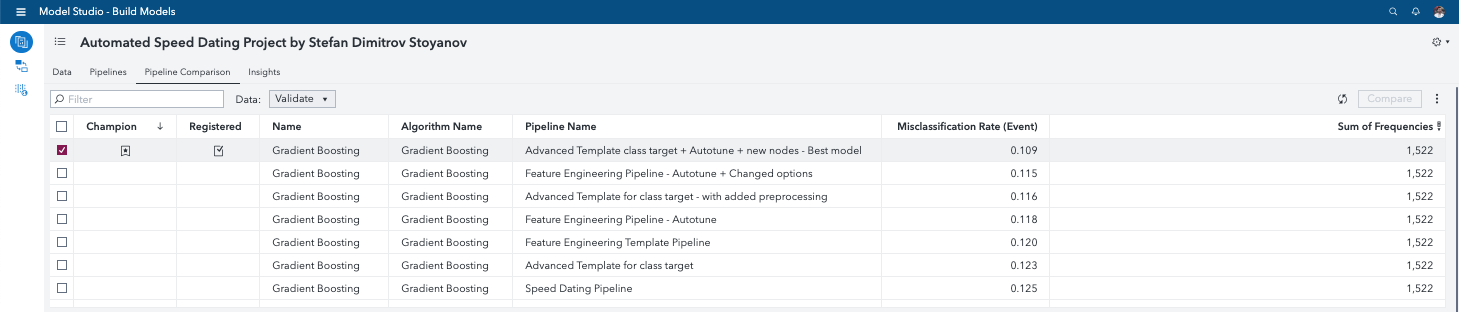 Model Studio - Build Models
Automated Speed Dating Project by Stefan Dimitrov Stoyanov
Data Pipelines Pipeline Comparison Insights
Filter Data: Validate Compare
Champion Registered Name Algorithm Name Pipeline Name Misclassification Rate (Event) Sum of Frequencies
Gradient Boosting Gradient Boosting Advanced Template class target + Autotune + new nodes - Best model 0.109 1,522
Gradient Boosting Gradient Boosting Feature Engineering Pipeline - Autotune + Changed options 0.115 1,522
Gradient Boosting Gradient Boosting Advanced Template for class target - with added preprocessing 0.116 1,522
Gradient Boosting Gradient Boosting Feature Engineering Pipeline - Autotune 0.118 1,522
Gradient Boosting Gradient Boosting Feature Engineering Template Pipeline 0.120 1,522
Gradient Boosting Gradient Boosting Advanced Template for class target 0.123 1,522
Gradient Boosting Gradient Boosting Speed Dating Pipeline 0.125 1,522